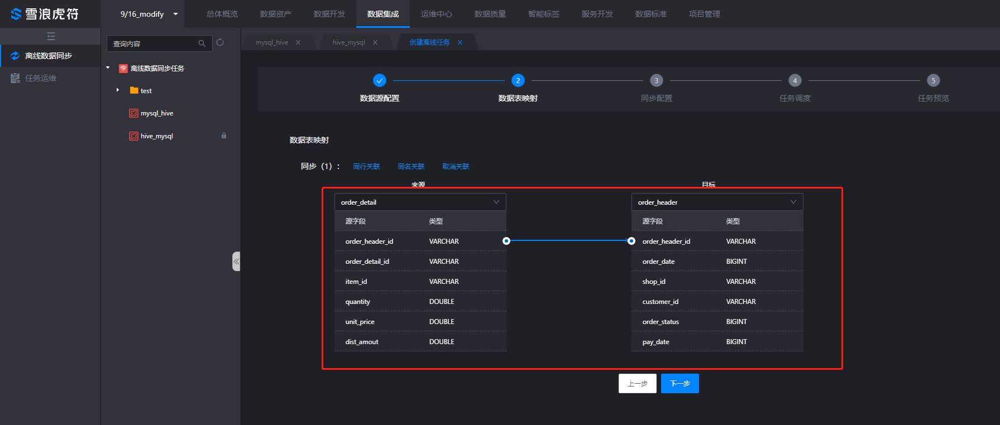 雪浪虎符
9/16_modify
总体概览 数据资产 数据开发 数据集成 运维中心 数据质量 智能标签 服务开发 数据标准 项目管理
离线数据同步
任务运维
查询内容
离线数据同步任务
test
mysql_hive
hive_mysql
mysql_hive hive_mysql 创建离线任务
2 3 4 5
数据源配置 数据表映射 同步配置 任务调度 任务预览
数据表映射
同步（1）： 同行关联 同名关联 取消关联
来源 目标
order_detail order_header
源字段 类型 源字段 类型
order_header_id VARCHAR order_header_id VARCHAR
order_detail_id VARCHAR order_date BIGINT
item_id VARCHAR shop_id VARCHAR
quantity DOUBLE customer_id VARCHAR
unit_price DOUBLE order_status BIGINT
dist_amout DOUBLE pay_date BIGINT
上一步 下一步